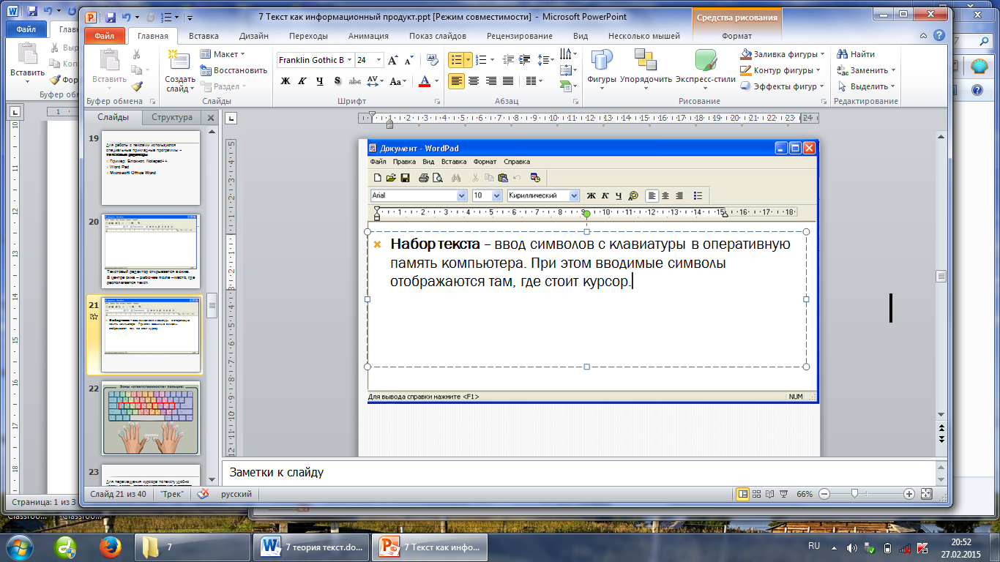 7 Текст как информационный продукт.ppt [Режим совместимости] - Microsoft PowerPoint
Средства рисования
Файл
Файл Главная Вставка Дизайн Переходы Анимация Показ слайдов Рецензирование Вид Несколько мышей Формат
Вставить
Вставить
Создать слайд
Макет
Восстановить
Раздел
Franklin Gothic B 24
Ж К Ч S abc AV Aa А
Фигуры Упорядочить Экспресс-стили
Заливка фигуры
Контур фигуры
Эффекты фигур
Найти
Заменить
Выделить
Буфер обмена Слайды Шрифт Абзац Рисование Редактирование
Слайды Структура
19
Для работы с текстами используются
специальные прикладные программы –
текстовые редакторы
Пример: Блокнот, Notepad++
Word Pad
Microsoft Office Word
20
Текстовый редактор открывается в окне.
В центре окна – рабочее поле – место, где
располагается текст.
21
22
Зоны «ответственности» пальцев:
23
Для перемещения курсора по тексту удобно
Документ - WordPad
Файл Правка Вид Вставка Формат Справка
Arial 10 Кириллический Ж К Ч
Набор текста – ввод символов с клавиатуры в оперативную
память компьютера. При этом вводимые символы
отображаются там, где стоит курсор.
Для вывода справки нажмите <F1> NUM
Заметки к слайду
Слайд 21 из 40 "Трек" русский 66%
Страница: 1 из 3
7 7 теория текст.do... 7 Текст как инфо...
RU 20:52
27.02.2015